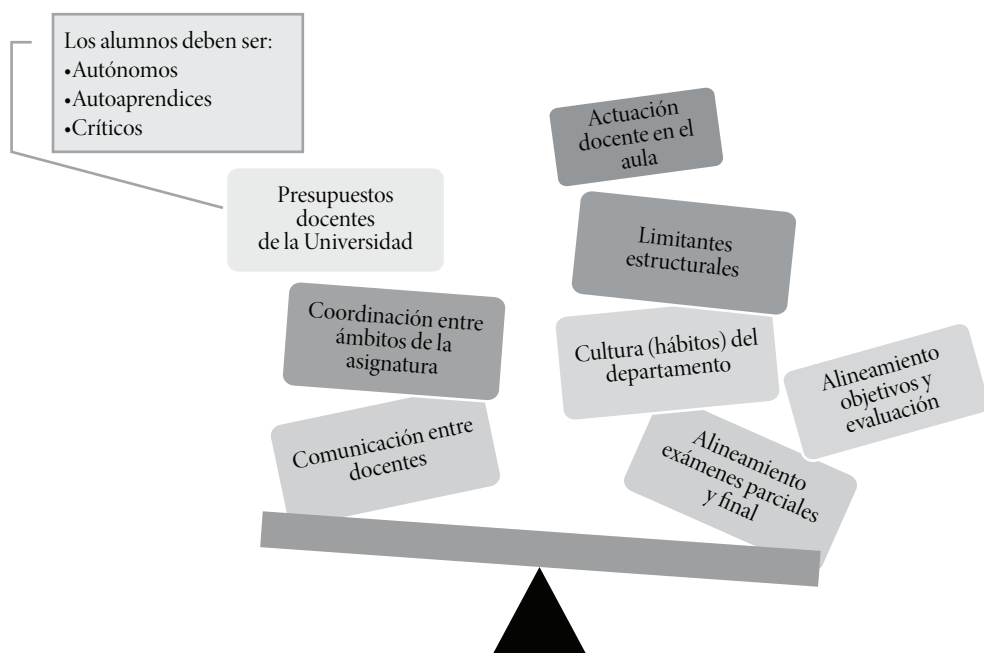 Los alumnos deben ser:
•Autónomos
•Autoaprendices
•Críticos
Presupuestos
docentes
de la Universidad
Coordinación entre
ámbitos de la
asignatura
Comunicación entre
docentes
Actuación
docente en el
aula
Limitantes
estructurales
Cultura (hábitos) del
departamento
Alineamiento
objetivos y
evaluación
Alineamiento
exámenes parciales
y final